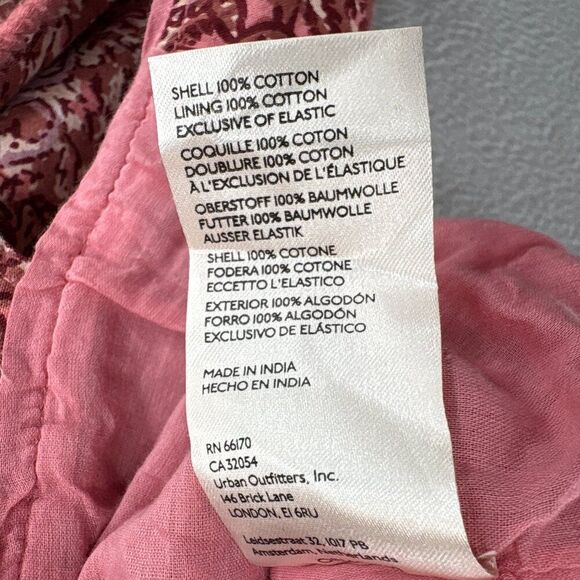 SHELL 100% COTTON
LINING 100% COTTON
EXCLUSIVE OF ELASTIC
COQUILLE 100% COTON
DOUBLURE 100% COTON
À L'EXCLUSION DE L'ÉLASTIQUE
OBERSTOFF 100% BAUMWOLLE
FUTTER 100% BAUMWOLLE
AUSSER ELASTIK
SHELL 100% COTONE
FODERA 100% COTONE
ECCETTO L'ELASTICO
EXTERIOR 100% ALGODÓN
FORRO 100% ALGODÓN
EXCLUSIVO DE ELÁSTICO
MADE IN INDIA
HECHO EN INDIA
RN 66170
CA 32054
Urban Outfitters, Inc.
146 Brick Lane
LONDON, E1 6RU
Leidsestraat 32, 1017 PB
Amsterdam, Netherlands